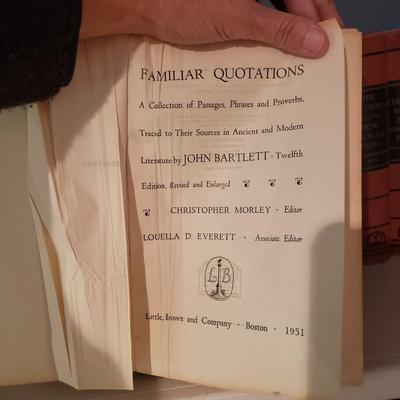 FAMILIAR QUOTATIONS
A Collection of Passages, Phrases and Proverbs,
Traced to Their Sources in Ancient and Modern
Literature by JOHN BARTLETT · Twelfth
Edition, Revised and Enlarged
CHRISTOPHER MORLEY · Editor
LOUELLA D. EVERETT · Associate Editor
L B
Little, Brown and Company · Boston · 1951